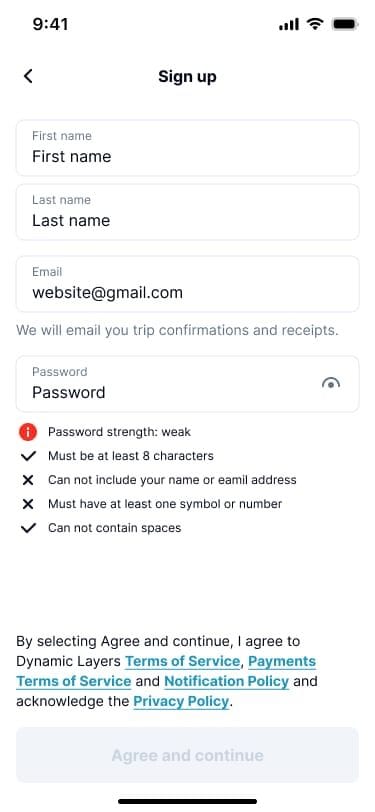 9:41
Sign up
First name
First name
Last name
Last name
Email
website@gmail.com
We will email you trip confirmations and receipts.
Password
Password
Password strength: weak
Must be at least 8 characters
Can not include your name or eamil address
Must have at least one symbol or number
Can not contain spaces
By selecting Agree and continue, I agree to
Dynamic Layers Terms of Service, Payments
Terms of Service and Notification Policy and
acknowledge the Privacy Policy.
Agree and continue